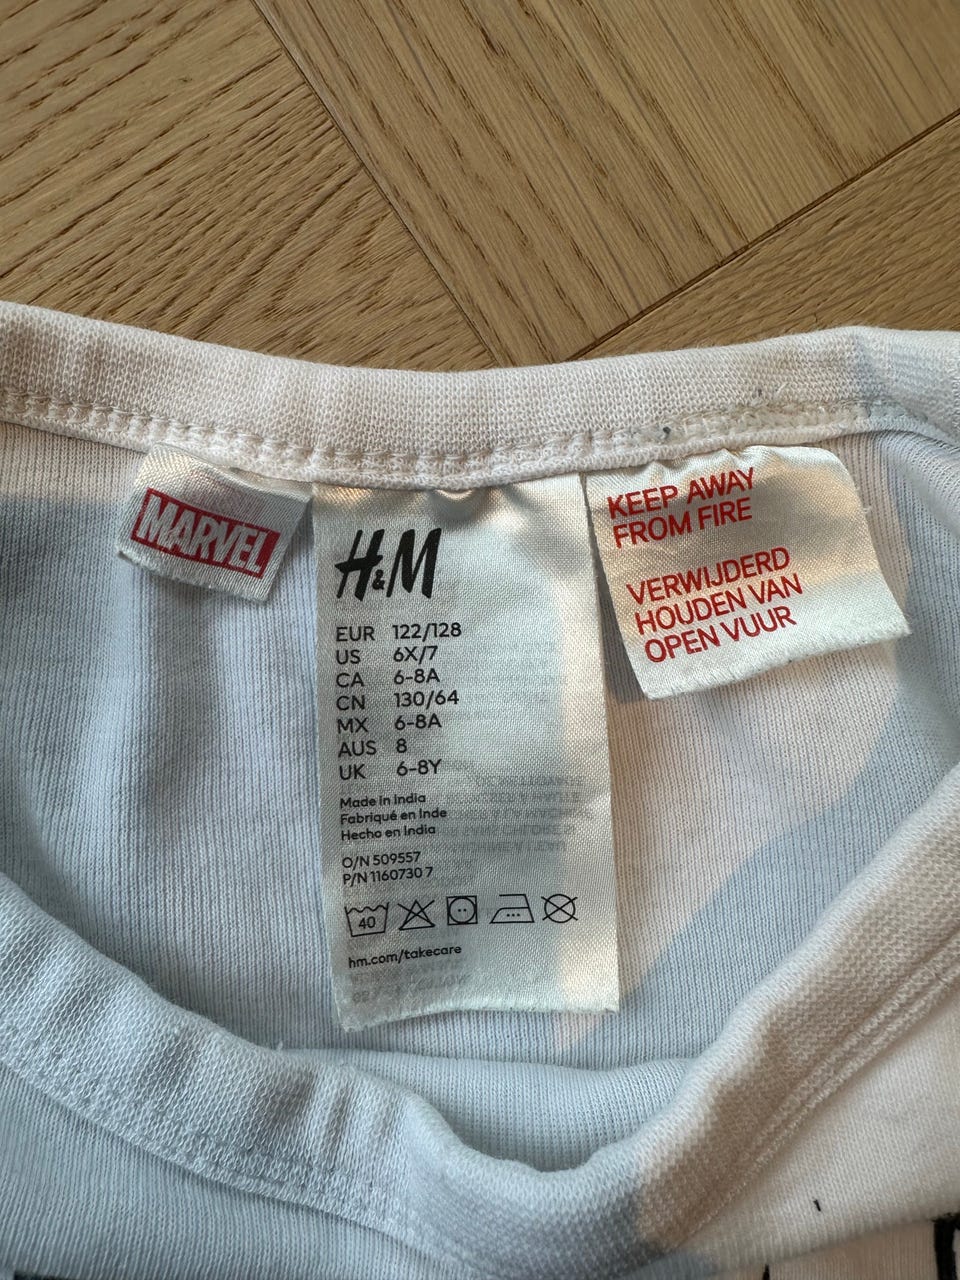 MARVEL
H&M
EUR 122/128
US 6X/7
CA 6-8A
CN 130/64
MX 6-8A
AUS 8
UK 6-8Y
Made in India
Fabriqué en Inde
Hecho en India
O/N 509557
P/N 1160730 7
40
hm.com/takecare
KEEP AWAY
FROM FIRE
VERWIJDERD
HOUDEN VAN
OPEN VUUR